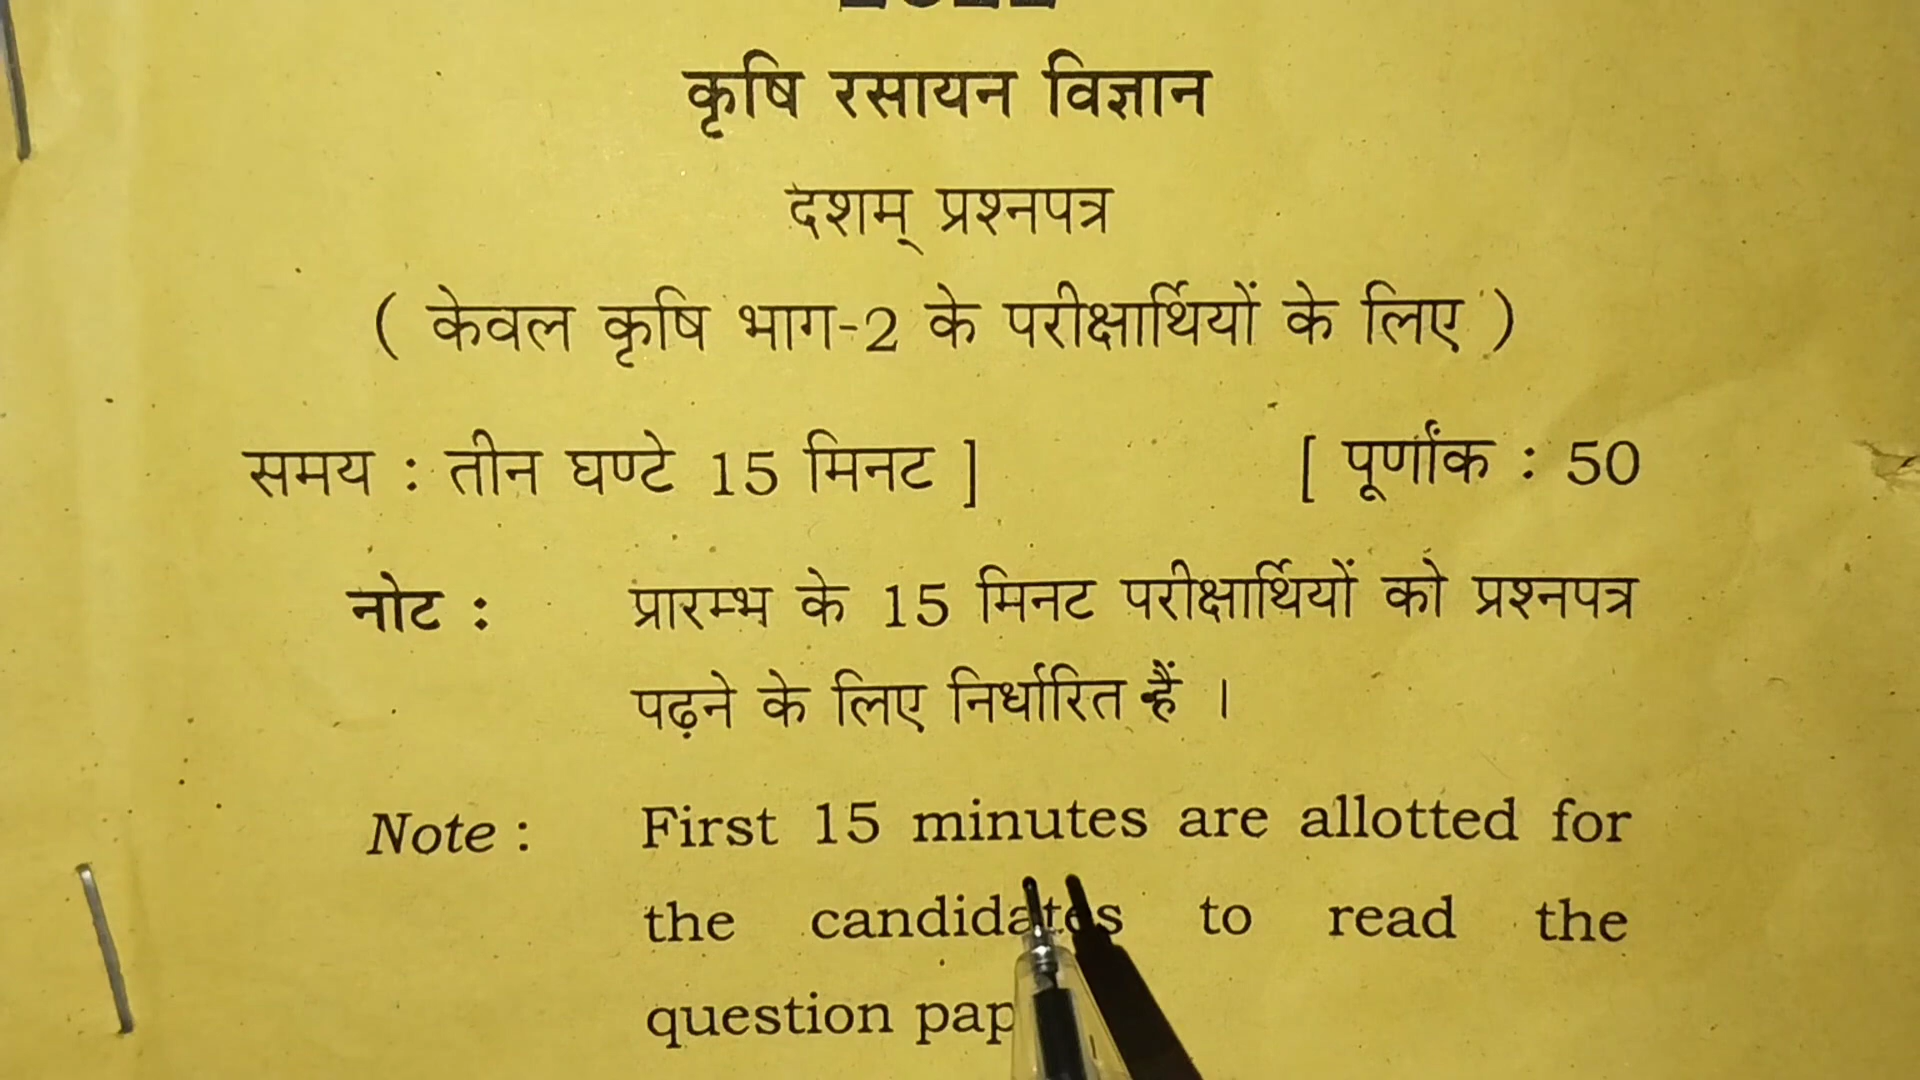 कृषि रसायन विज्ञान
दशम् प्रश्नपत्र
( केवल कृषि भाग-2 के परीक्षार्थियों के लिए )
समय : तीन घण्टे 15 मिनट ] [ पूर्णांक : 50
नोट : प्रारम्भ के 15 मिनट परीक्षार्थियों को प्रश्नपत्र
पढ़ने के लिए निर्धारित हैं ।
Note : First 15 minutes are allotted for
the candidates to read the
question